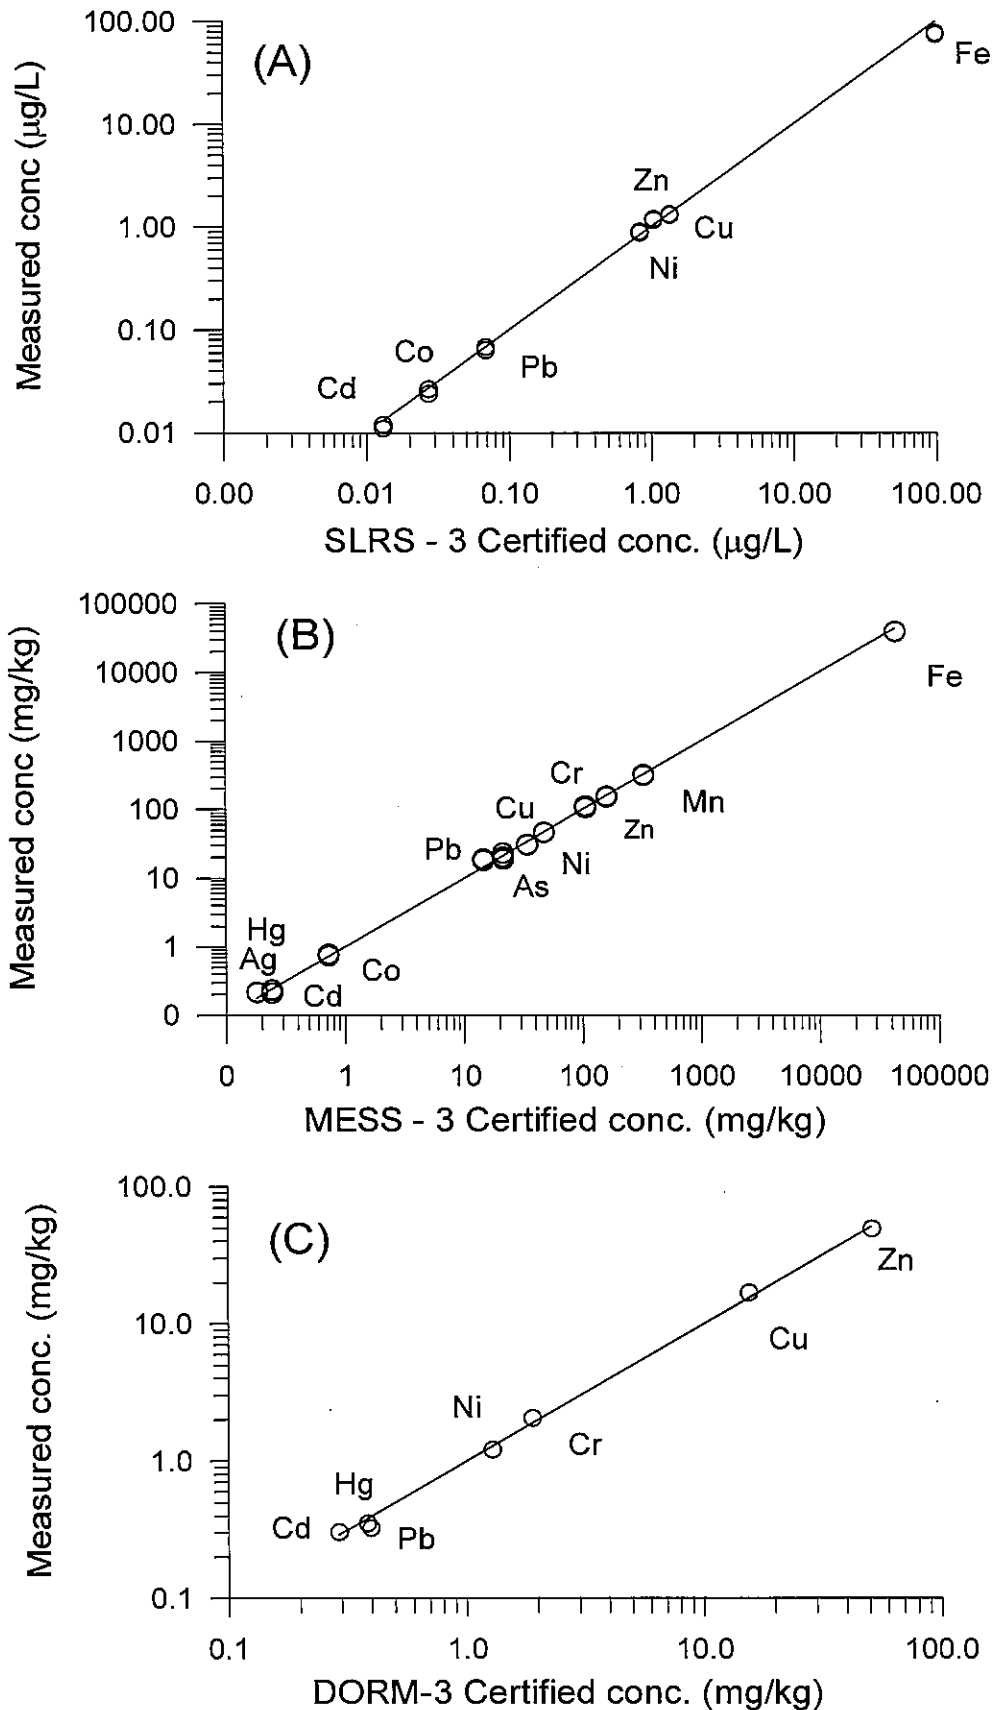 (A)
Measured conc (µg/L)
100.00
10.00
1.00
0.10
0.01
Fe
Zn
Cu
Ni
Co
Pb
Cd
0.00 0.01 0.10 1.00 10.00 100.00
SLRS - 3 Certified conc. (µg/L)
(B)
Measured conc (mg/kg)
100000
10000
1000
100
10
1
0
Fe
Cr
Mn
Cu
Zn
Pb
Ni
As
Hg
Ag
Co
Cd
0 1 10 100 1000 10000 100000
MESS - 3 Certified conc. (mg/kg)
(C)
Measured conc. (mg/kg)
100.0
10.0
1.0
0.1
Zn
Cu
Ni
Cr
Hg
Cd
Pb
0.1 1.0 10.0 100.0
DORM-3 Certified conc. (mg/kg)